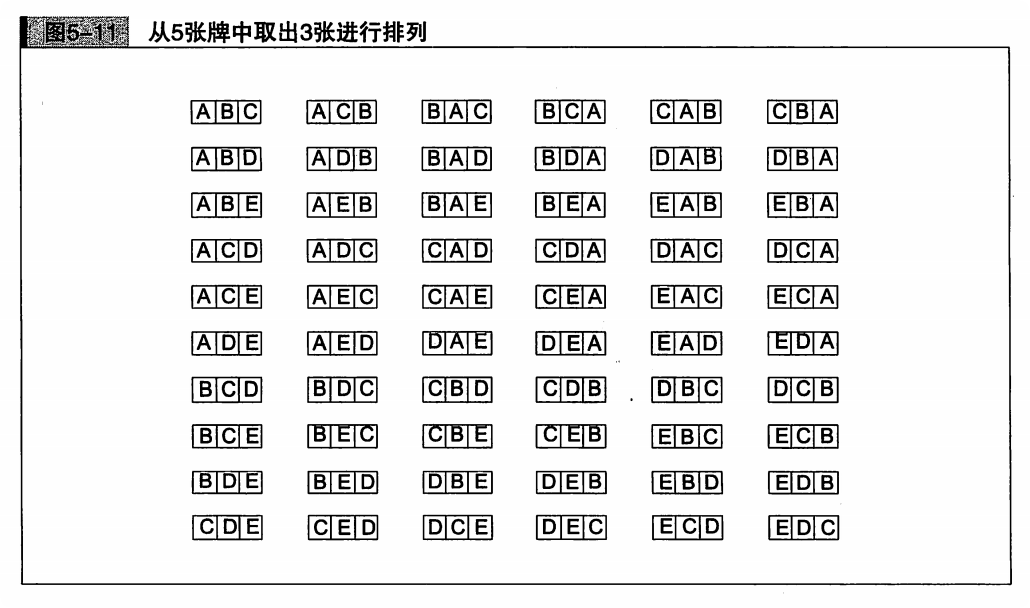 图5-11 从5张牌中取出3张进行排列
ABC ACB BAC BCA CAB CBA
ABD ADB BAD BDA DAB DBA
ABE AEB BAE BEA EAB EBA
ACD ADC CAD CDA DAC DCA
ACE AEC CAE CEA EAC ECA
ADE AED DAE DEA EAD EDA
BCD BDC CBD CDB DBC DCB
BCE BEC CBE CEB EBC ECB
BDE BED DBE DEB EBD EDB
CDE CED DCE DEC ECD EDC